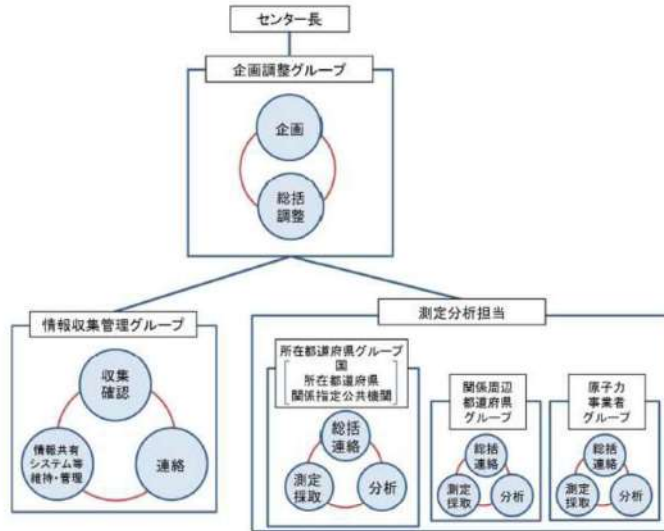 センター長
企画調整グループ
企画
総括
調整
情報収集管理グループ
収集
確認
情報共有
システム等
維持・管理
連絡
測定分析担当
所在都道府県グループ
国
所在都道府県
関係指定公共機関
総括
連絡
測定
採取
分析
関係周辺
都道府県
グループ
総括
連絡
測定
採取
分析
原子力
事業者
グループ
総括
連絡
測定
採取
分析